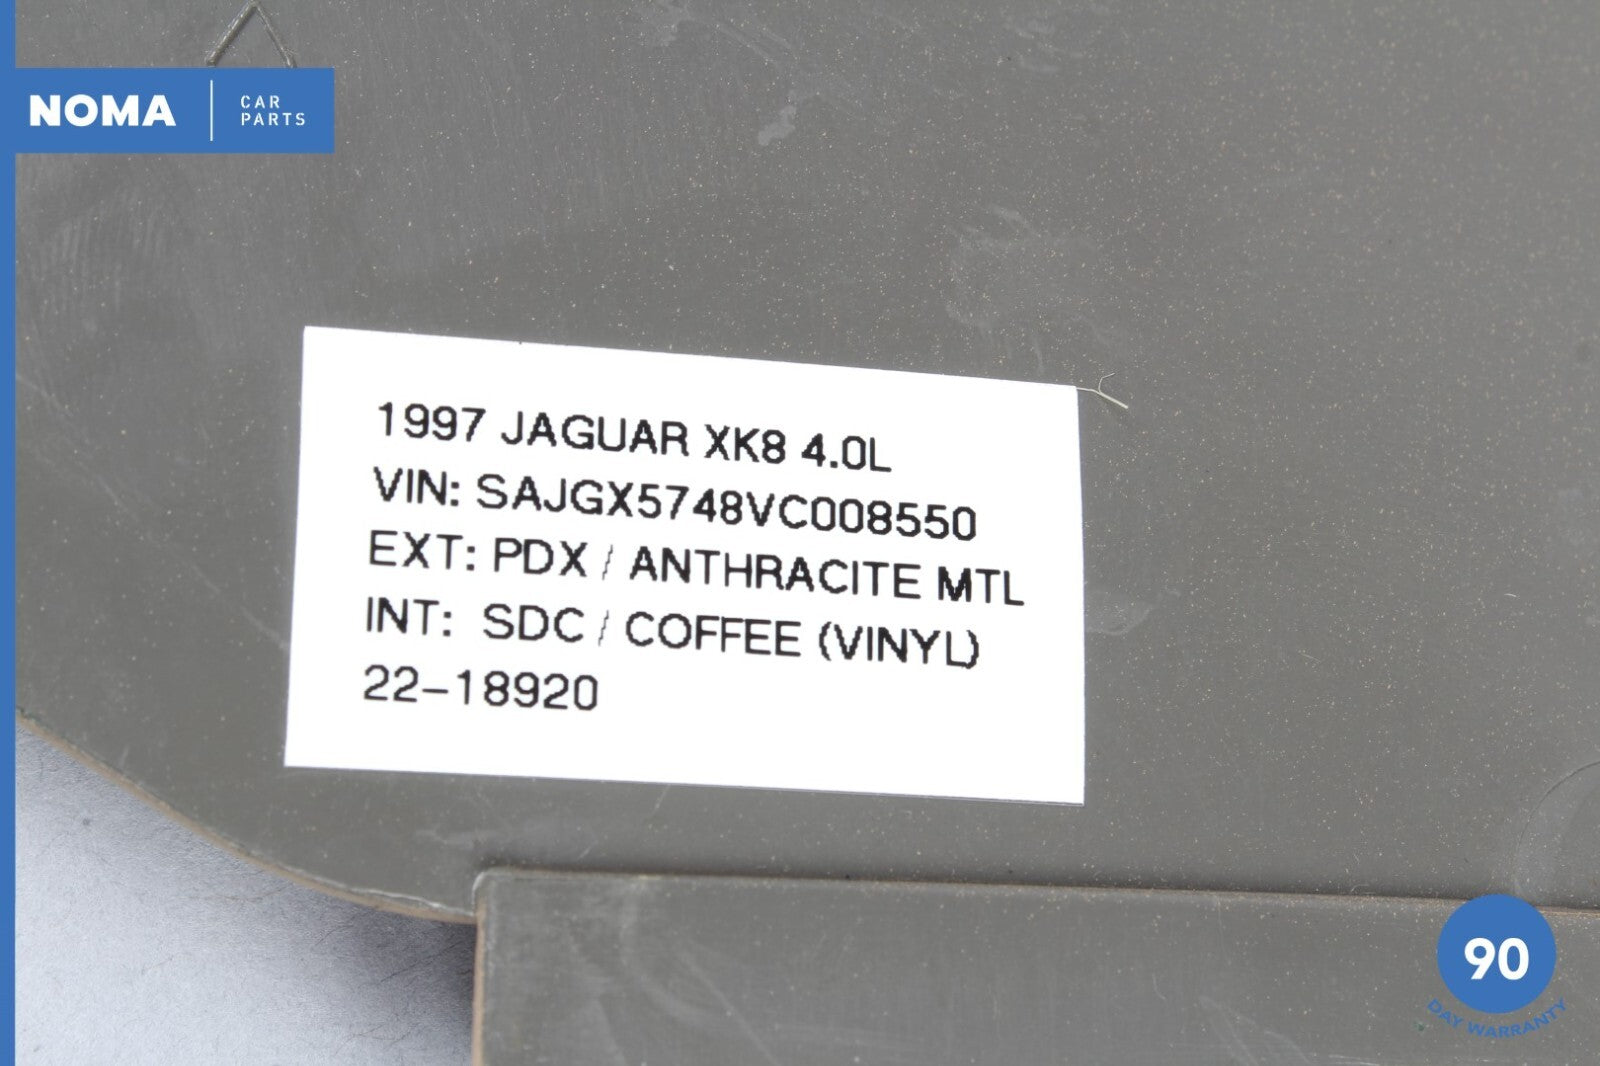 NOMA
CAR
PARTS
1997 JAGUAR XK8 4.0L
VIN: SAJGX5748VC008550
EXT: PDX / ANTHRACITE MTL
INT: SDC / COFFEE (VINYL)
22-18920
90
DAY WARRANTY